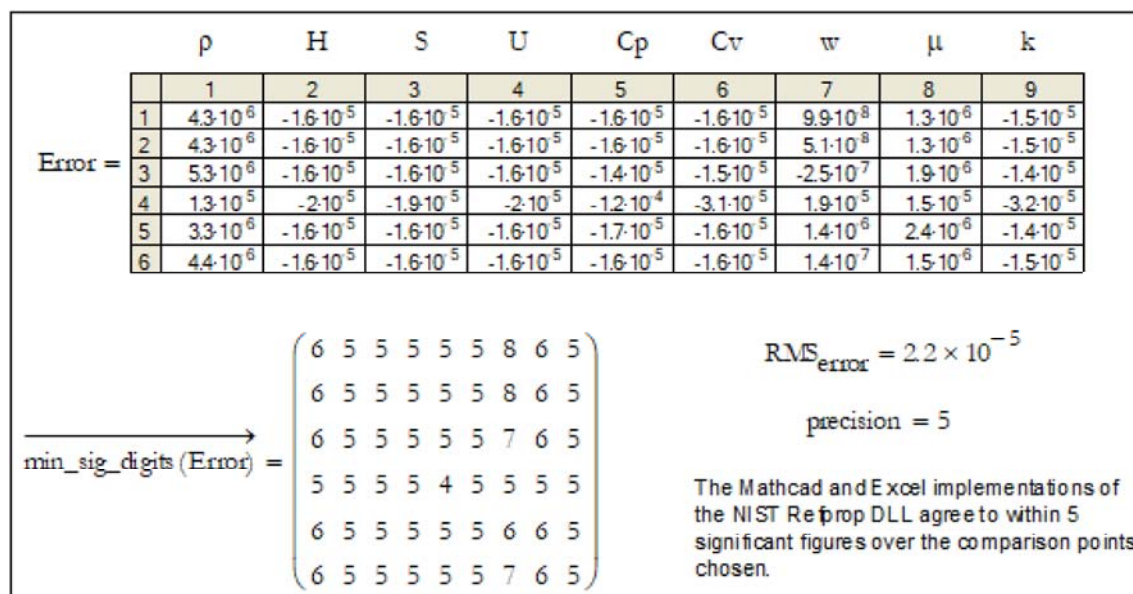 ρ H S U Cp Cv w μ k
1 2 3 4 5 6 7 8 9
1 4.3·10⁻⁶ -1.6·10⁻⁵ -1.6·10⁻⁵ -1.6·10⁻⁵ -1.6·10⁻⁵ -1.6·10⁻⁵ 9.9·10⁻⁸ 1.3·10⁻⁶ -1.5·10⁻⁵
2 4.3·10⁻⁶ -1.6·10⁻⁵ -1.6·10⁻⁵ -1.6·10⁻⁵ -1.6·10⁻⁵ -1.6·10⁻⁵ 5.1·10⁻⁸ 1.3·10⁻⁶ -1.5·10⁻⁵
Error =
3 5.3·10⁻⁶ -1.6·10⁻⁵ -1.6·10⁻⁵ -1.6·10⁻⁵ -1.4·10⁻⁵ -1.5·10⁻⁵ -2.5·10⁻⁷ 1.9·10⁻⁶ -1.4·10⁻⁵
4 1.3·10⁻⁵ -2·10⁻⁵ -1.9·10⁻⁵ -2·10⁻⁵ -1.2·10⁻⁴ -3.1·10⁻⁵ 1.9·10⁻⁵ 1.5·10⁻⁵ -3.2·10⁻⁵
5 3.3·10⁻⁶ -1.6·10⁻⁵ -1.6·10⁻⁵ -1.6·10⁻⁵ -1.7·10⁻⁵ -1.6·10⁻⁵ 1.4·10⁻⁶ 2.4·10⁻⁶ -1.4·10⁻⁵
6 4.4·10⁻⁶ -1.6·10⁻⁵ -1.6·10⁻⁵ -1.6·10⁻⁵ -1.6·10⁻⁵ -1.6·10⁻⁵ 1.4·10⁻⁷ 1.5·10⁻⁶ -1.5·10⁻⁵
min_sig_digits(Error) =
6 5 5 5 5 5 8 6 5
6 5 5 5 5 5 8 6 5
6 5 5 5 5 5 7 6 5
5 5 5 5 4 5 5 5 5
6 5 5 5 5 5 6 6 5
6 5 5 5 5 5 7 6 5
RMSerror = 2.2 × 10⁻⁵
precision = 5
The Mathcad and Excel implementations of
the NIST Refprop DLL agree to within 5
significant figures over the comparison points
chosen.